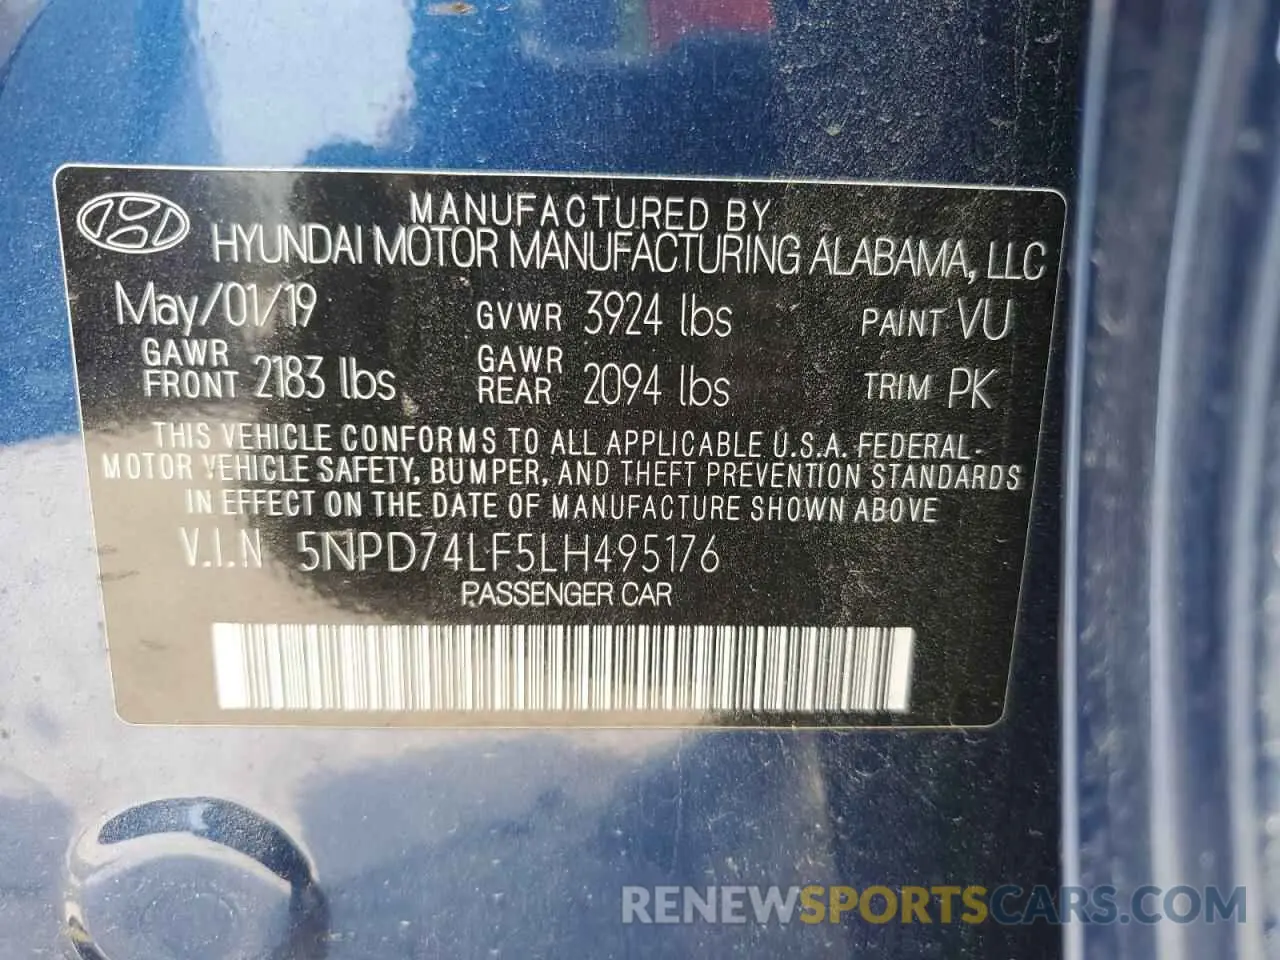 MANUFACTURED BY
HYUNDAI MOTOR MANUFACTURING ALABAMA, LLC
May/01/19 GVWR 3924 lbs PAINT VU
GAWR FRONT 2183 lbs GAWR REAR 2094 lbs TRIM PK
THIS VEHICLE CONFORMS TO ALL APPLICABLE U.S.A. FEDERAL
MOTOR VEHICLE SAFETY, BUMPER, AND THEFT PREVENTION STANDARDS
IN EFFECT ON THE DATE OF MANUFACTURE SHOWN ABOVE
V.I.N 5NPD74LF5LH495176
PASSENGER CAR
RENEWSPORTSCARS.COM